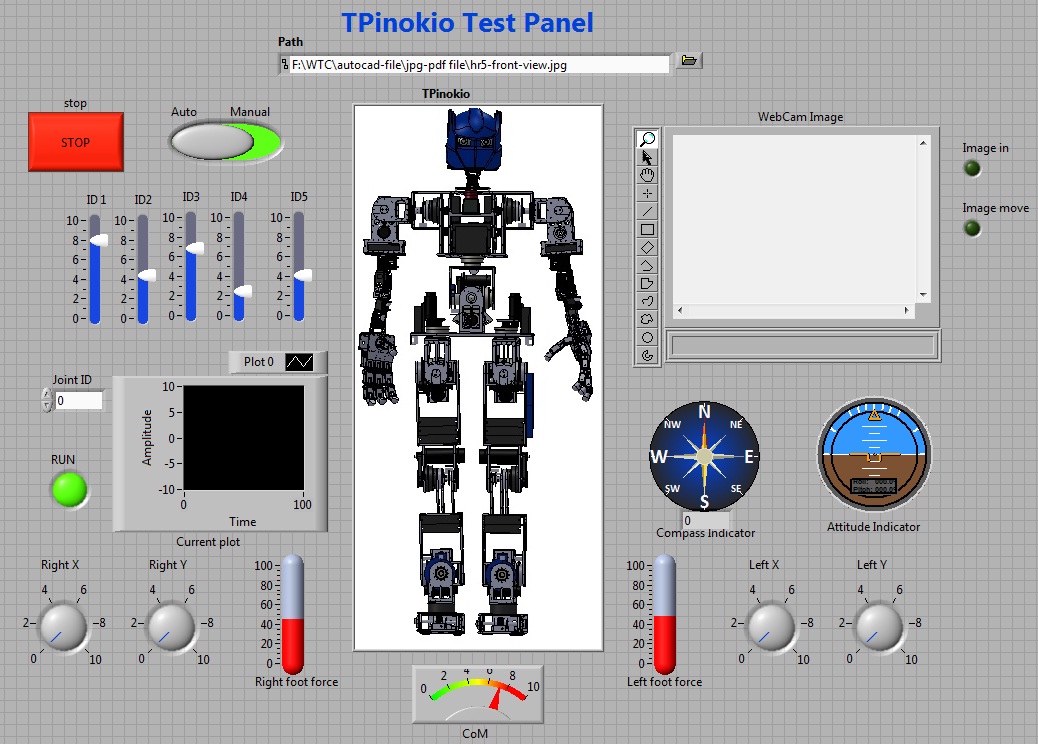 TPinokio Test Panel
Path
F:\WTC\autocad-file\jpg-pdf file\hr5-front-view.jpg
stop
STOP
Auto Manual
TPinokio
WebCam Image
Image in
Image move
ID 1 ID2 ID3 ID4 ID5
10 10 10 10 10
8 8 8 8 8
6 6 6 6 6
4 4 4 4 4
2 2 2 2 2
0 0 0 0 0
Plot 0
Joint ID
0
RUN
Amplitude
10
5
0
-5
-10
0 100
Time
Current plot
N
NW NE
W E
SW SE
S
0
Compass Indicator
Attitude Indicator
Right X
0 2 4 6 8 10
Right Y
0 2 4 6 8 10
100
80
60
40
20
0
Right foot force
0 2 4 6 8 10
CoM
100
80
60
40
20
0
Left foot force
Left X
0 2 4 6 8 10
Left Y
0 2 4 6 8 10